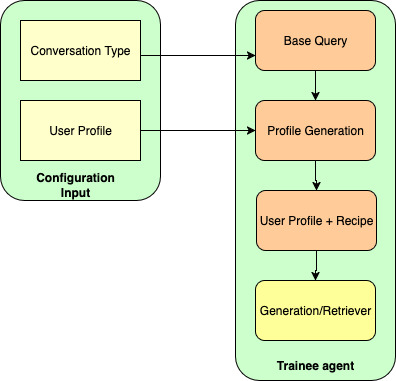 Conversation Type
User Profile
Configuration
Input
Base Query
Profile Generation
User Profile + Recipe
Generation/Retriever
Trainee agent